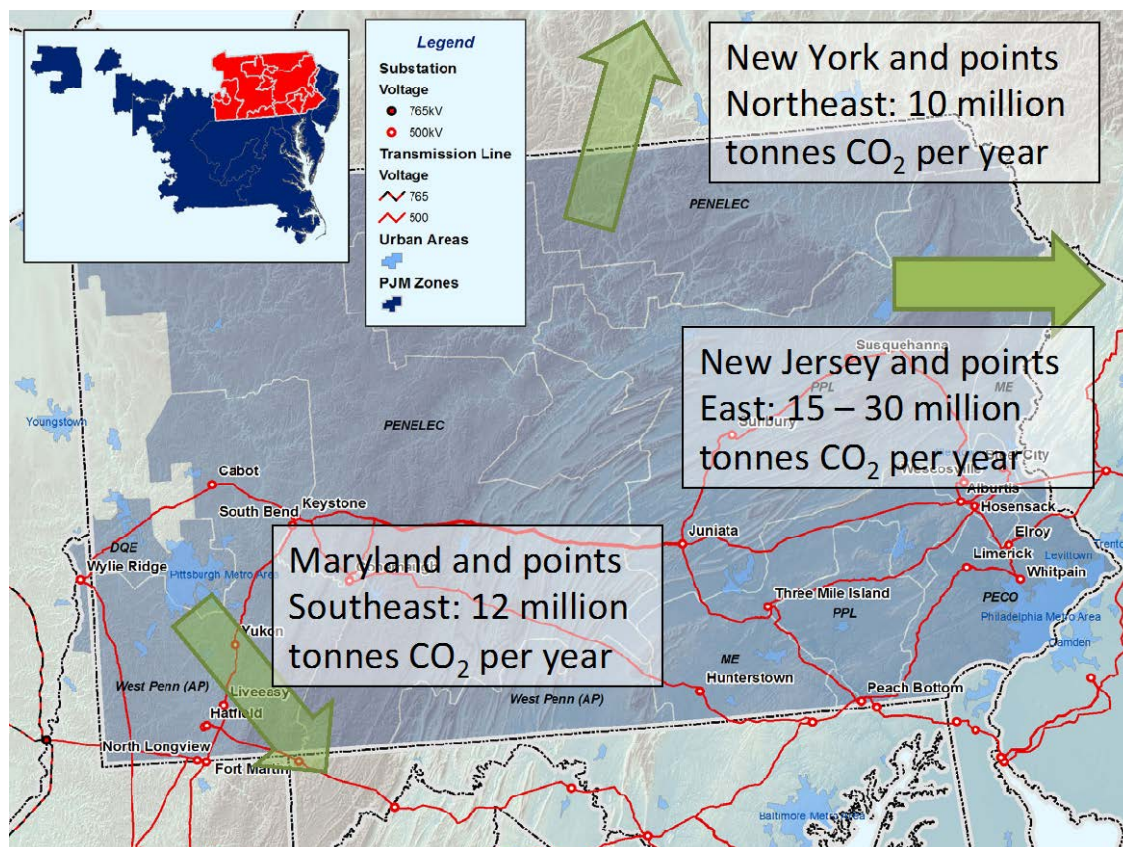 Legend
Substation
Voltage
765kV
500kV
Transmission Line
Voltage
765
500
Urban Areas
PJM Zones
New York and points
Northeast: 10 million
tonnes CO₂ per year
PENELEC
New Jersey and points
East: 15 – 30 million
tonnes CO₂ per year
Susquehanna
PPL
ME
Sunbury
Wescosville
Alburtis
Hosensack
Youngstown
PENELEC
Cabot
South Bend
Keystone
Maryland and points
Southeast: 12 million
tonnes CO₂ per year
Juniata
Elroy
Limerick
Levittown
Whitpain
DQE
Wylie Ridge
Pittsburgh Metro Area
Three Mile Island
PPL
PECO
Philadelphia Metro Area
Camden
Yukon
West Penn (AP)
Liveeasy
West Penn (AP)
ME
Hunterstown
Peach Bottom
Hatfield
North Longview
Fort Martin
Baltimore Metro Area